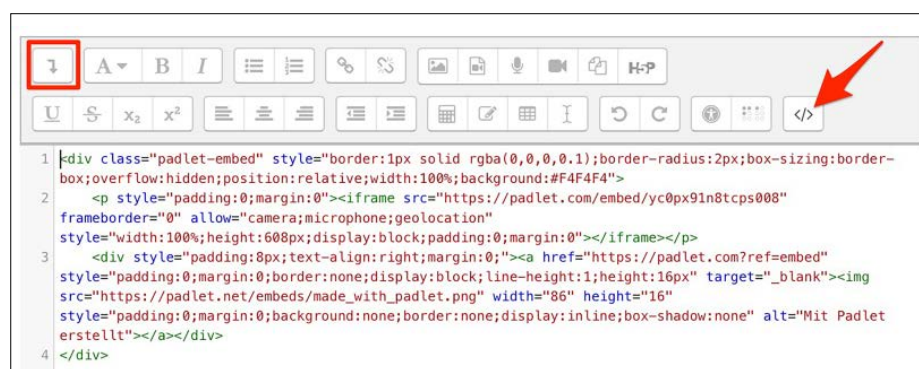 A B I H-P
U S x₂ x² </>
1 <div class="padlet-embed" style="border:1px solid rgba(0,0,0,0.1);border-radius:2px;box-sizing:border-
box;overflow:hidden;position:relative;width:100%;background:#F4F4F4">
2 <p style="padding:0;margin:0"><iframe src="https://padlet.com/embed/yc0px91n8tcps008"
frameborder="0" allow="camera;microphone;geolocation"
style="width:100%;height:608px;display:block;padding:0;margin:0"></iframe></p>
3 <div style="padding:8px;text-align:right;margin:0;"><a href="https://padlet.com?ref=embed"
style="padding:0;margin:0;border:none;display:block;line-height:1;height:16px" target="_blank"><img
src="https://padlet.net/embeds/made_with_padlet.png" width="86" height="16"
style="padding:0;margin:0;background:none;border:none;display:inline;box-shadow:none" alt="Mit Padlet
erstellt"></a></div>
4 </div>